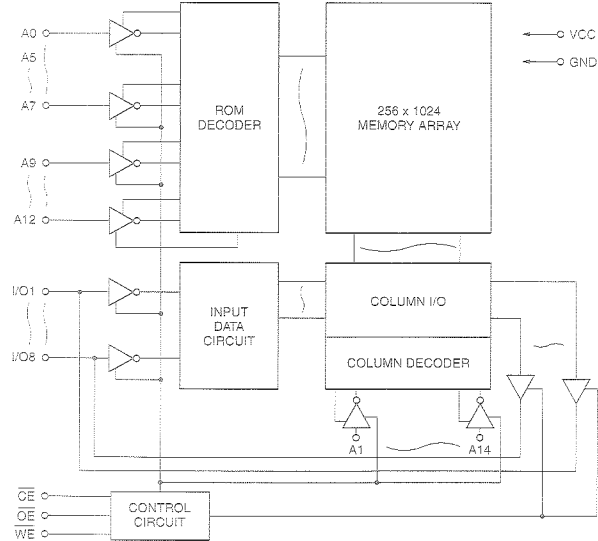 A0
A5
A7
A9
A12
ROM
DECODER
256 x 1024
MEMORY ARRAY
VCC
GND
I/O1
I/O8
INPUT
DATA
CIRCUIT
COLUMN I/O
COLUMN DECODER
A1
A14
CE
OE
WE
CONTROL
CIRCUIT